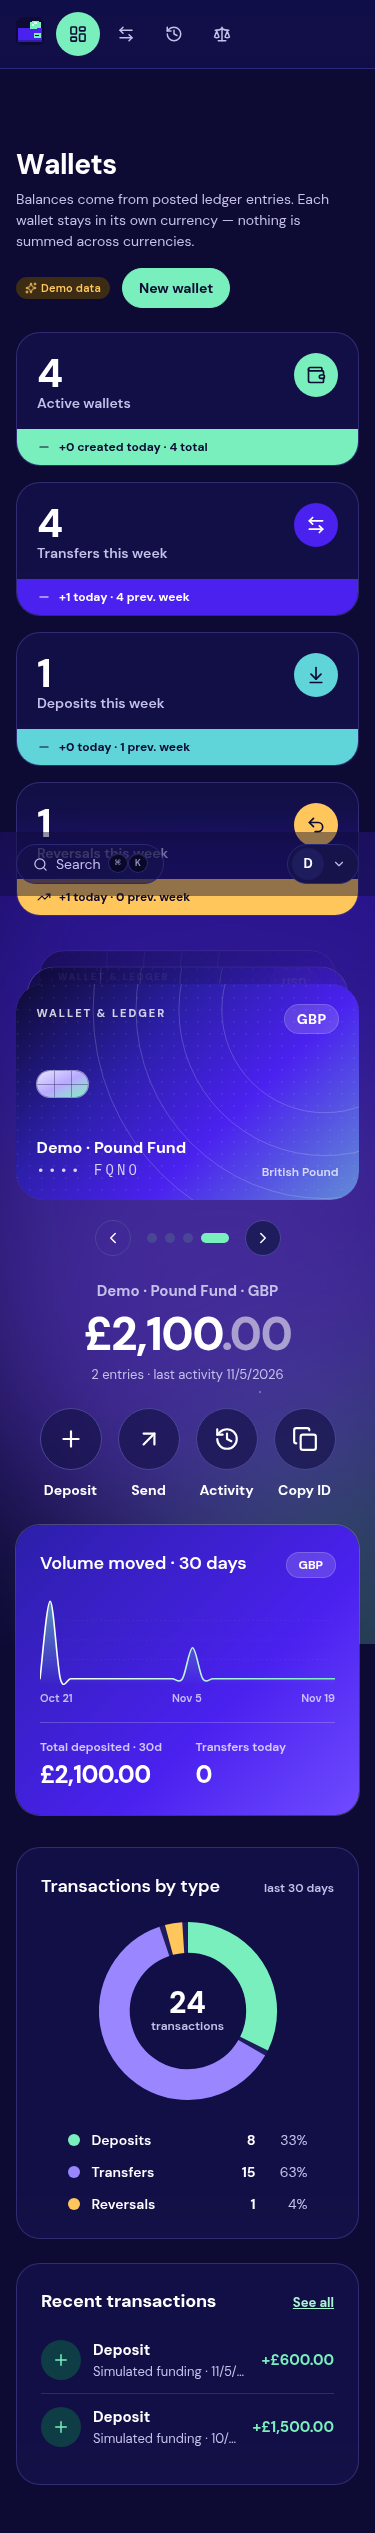 Wallets
Balances come from posted ledger entries. Each
wallet stays in its own currency — nothing is
summed across currencies.
Demo data
New wallet
4
Active wallets
+0 created today · 4 total
4
Transfers this week
+1 today · 4 prev. week
1
Deposits this week
+0 today · 1 prev. week
1
Reversals this week
Search ⌘ K
D
+1 today · 0 prev. week
WALLET & LEDGER
USD
WALLET & LEDGER
GBP
Demo · Pound Fund
•••• FQNO
British Pound
Demo · Pound Fund · GBP
£2,100.00
2 entries · last activity 11/5/2026
Deposit
Send
Activity
Copy ID
Volume moved · 30 days
GBP
Oct 21
Nov 5
Nov 19
Total deposited · 30d
Transfers today
£2,100.00
0
Transactions by type
last 30 days
24
transactions
Deposits 8 33%
Transfers 15 63%
Reversals 1 4%
Recent transactions
See all
Deposit
Simulated funding · 11/5/...
+£600.00
Deposit
Simulated funding · 10/...
+£1,500.00